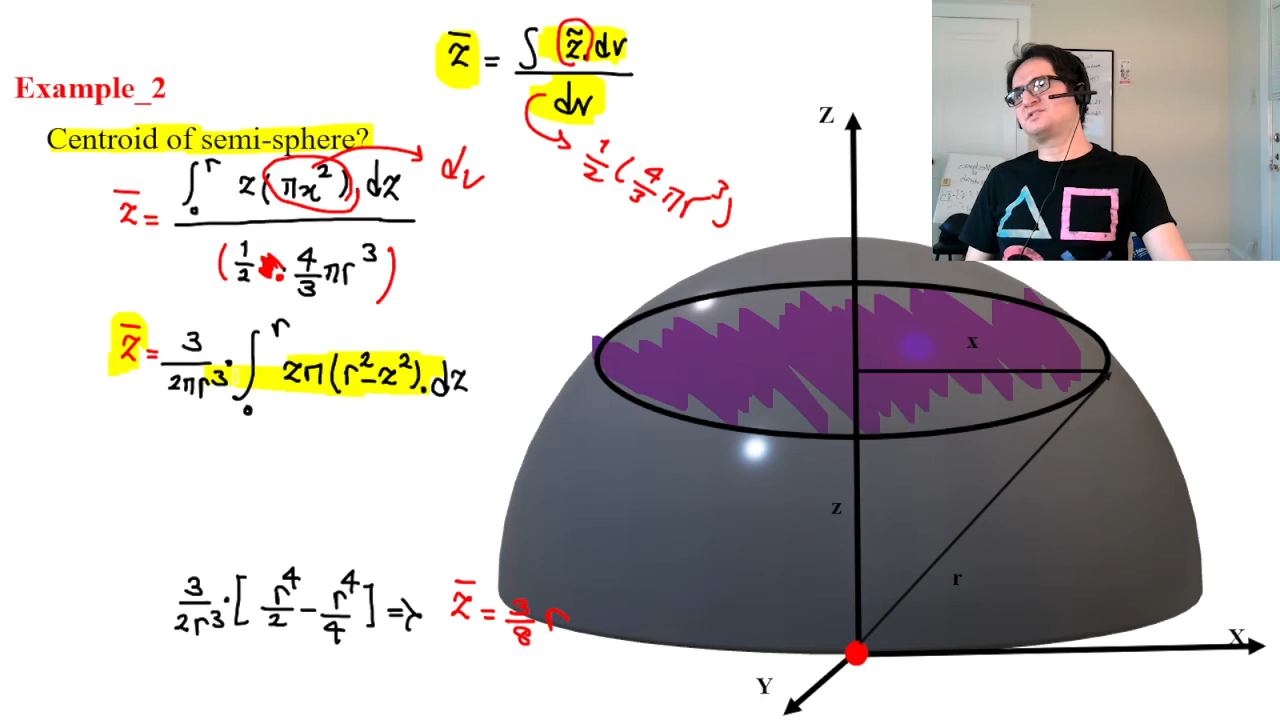 Example_2
Centroid of semi-sphere?
z̅ = ∫ z̃.dv / dv
→ 1/2 (4/3 πr³)
z̅ = ∫₀ʳ z(πx²).dz / (1/2 · 4/3 πr³)
dv
z̅ = 3/2πr³ · ∫₀ʳ zπ(r²-z²).dz
3/2r³ · [r⁴/2 - r⁴/4] ⇒ z̅ = 3/8 r
Z
x
z
r
X
Y